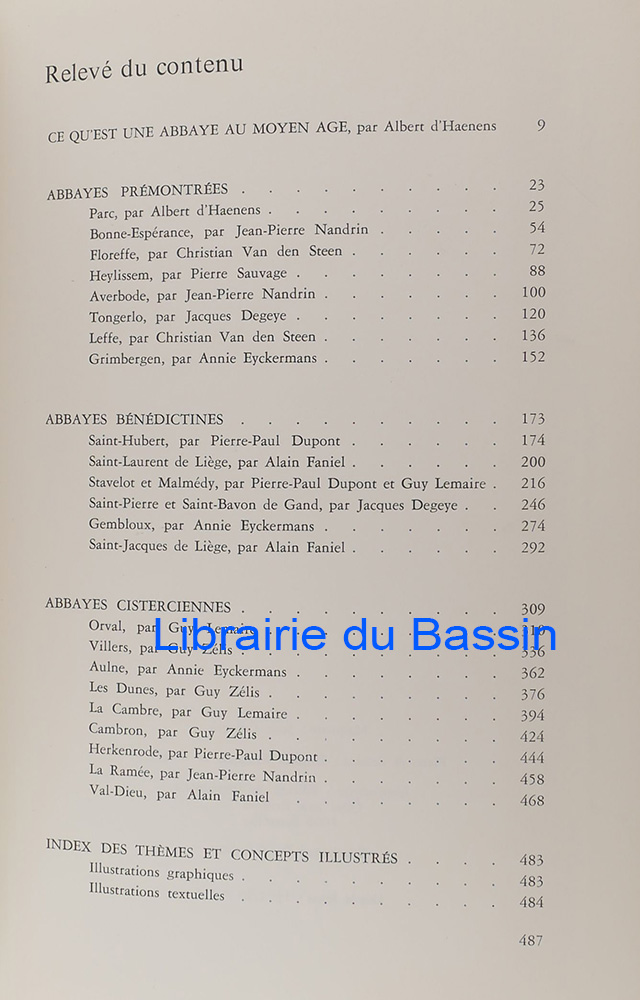 Relevé du contenu
CE QU'EST UNE ABBAYE AU MOYEN AGE, par Albert d'Haenens 9
ABBAYES PRÉMONTRÉES . . . . . . . . . . 23
Parc, par Albert d'Haenens . . . . . . . . . 25
Bonne-Espérance, par Jean-Pierre Nandrin . . . . . 54
Floreffe, par Christian Van den Steen . . . . . . 72
Heylissem, par Pierre Sauvage . . . . . . . . 88
Averbode, par Jean-Pierre Nandrin . . . . . . . 100
Tongerlo, par Jacques Degeye . . . . . . . . 120
Leffe, par Christian Van den Steen . . . . . . . 136
Grimbergen, par Annie Eyckermans . . . . . . . 152
ABBAYES BÉNÉDICTINES . . . . . . . . . . 173
Saint-Hubert, par Pierre-Paul Dupont . . . . . . 174
Saint-Laurent de Liège, par Alain Faniel . . . . . . 200
Stavelot et Malmédy, par Pierre-Paul Dupont et Guy Lemaire . 216
Saint-Pierre et Saint-Bavon de Gand, par Jacques Degeye . . 246
Gembloux, par Annie Eyckermans . . . . . . . 274
Saint-Jacques de Liège, par Alain Faniel . . . . . . 292
ABBAYES CISTERCIENNES . . . . . . . . . . 309
Orval, par Guy Lemaire 310
Librairie du Bassin
Villers, par Guy Zélis . . . . . . . . . . 336
Aulne, par Annie Eyckermans . . . . . . . . 362
Les Dunes, par Guy Zélis . . . . . . . . . 376
La Cambre, par Guy Lemaire . . . . . . . . 394
Cambron, par Guy Zélis . . . . . . . . . 424
Herkenrode, par Pierre-Paul Dupont . . . . . . . 444
La Ramée, par Jean-Pierre Nandrin . . . . . . . 458
Val-Dieu, par Alain Faniel . . . . . . . . 468
INDEX DES THÈMES ET CONCEPTS ILLUSTRÉS . . . . 483
Illustrations graphiques . . . . . . . . . . 483
Illustrations textuelles . . . . . . . . . . 484
487